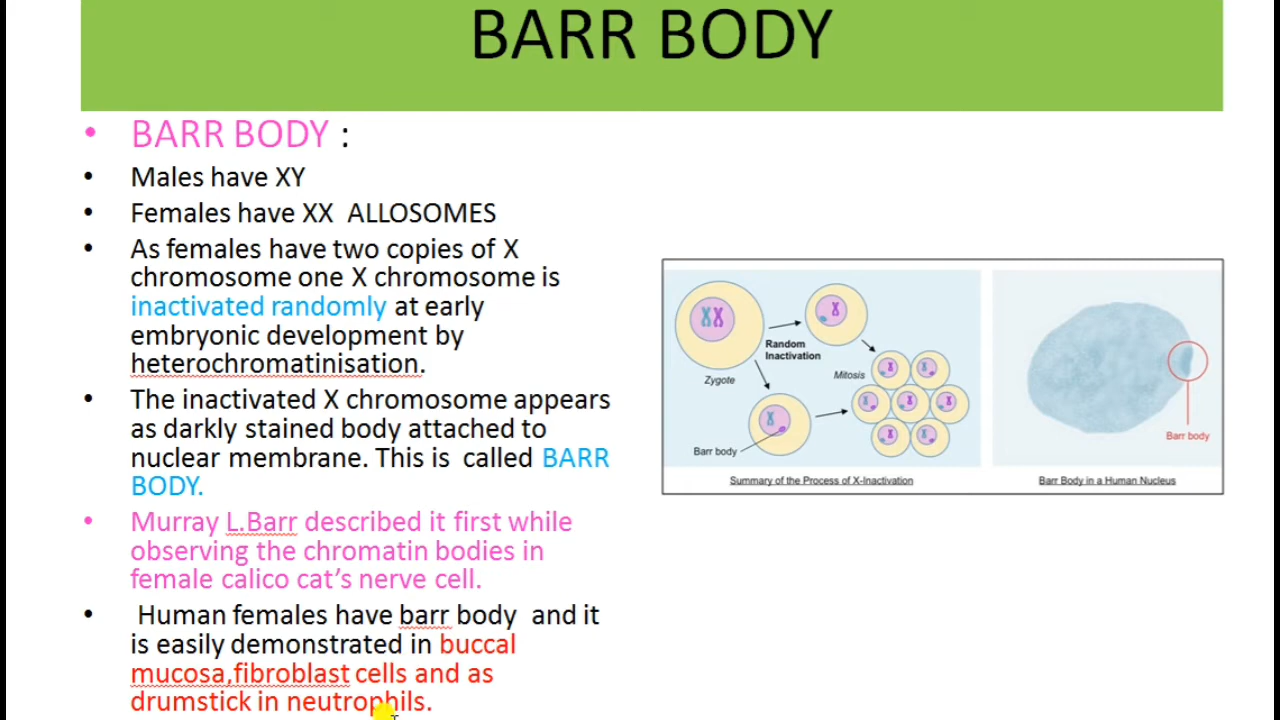 BARR BODY
• BARR BODY :
• Males have XY
• Females have XX ALLOSOMES
• As females have two copies of X
chromosome one X chromosome is
inactivated randomly at early
embryonic development by
heterochromatinisation.
• The inactivated X chromosome appears
as darkly stained body attached to
nuclear membrane. This is called BARR
BODY.
• Murray L.Barr described it first while
observing the chromatin bodies in
female calico cat's nerve cell.
• Human females have barr body and it
is easily demonstrated in buccal
mucosa,fibroblast cells and as
drumstick in neutrophils.
Random
Inactivation
Zygote
Mitosis
Barr body
Summary of the Process of X-Inactivation
Barr body
Barr Body in a Human Nucleus